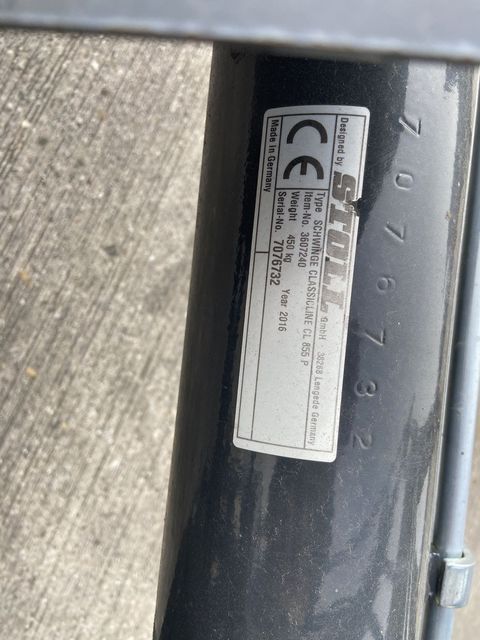 Designed by STOLL GmbH · 38268 Lengede Germany
CE
Type SCHWINGE CLASSICLINE CL 855 P
Item-No. 3607240
Weight 450 kg Year 2016
Serial-No. 7076732
Made in Germany
7076732